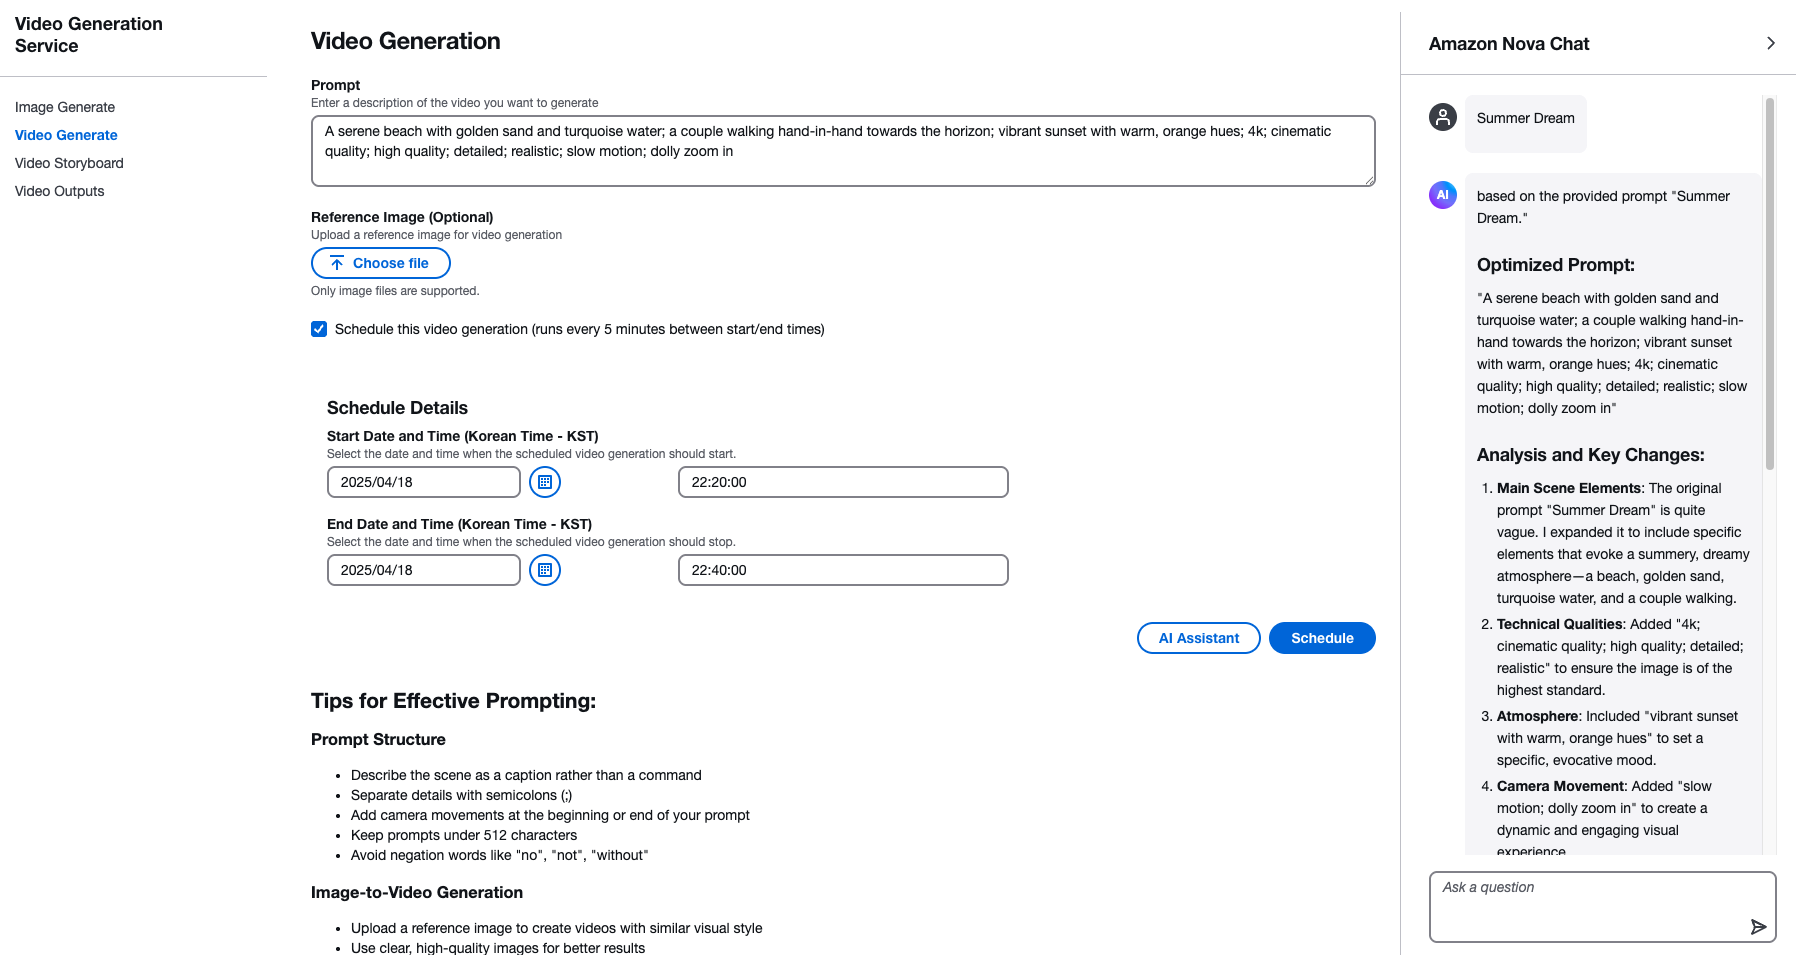 Video Generation
Service
Image Generate
Video Generate
Video Storyboard
Video Outputs
Video Generation
Prompt
Enter a description of the video you want to generate
A serene beach with golden sand and turquoise water; a couple walking hand-in-hand towards the horizon; vibrant sunset with warm, orange hues; 4k; cinematic
quality; high quality; detailed; realistic; slow motion; dolly zoom in
Reference Image (Optional)
Upload a reference image for video generation
Choose file
Only image files are supported.
Schedule this video generation (runs every 5 minutes between start/end times)
Schedule Details
Start Date and Time (Korean Time - KST)
Select the date and time when the scheduled video generation should start.
2025/04/18
22:20:00
End Date and Time (Korean Time - KST)
Select the date and time when the scheduled video generation should stop.
2025/04/18
22:40:00
AI Assistant
Schedule
Tips for Effective Prompting:
Prompt Structure
• Describe the scene as a caption rather than a command
• Separate details with semicolons (;)
• Add camera movements at the beginning or end of your prompt
• Keep prompts under 512 characters
• Avoid negation words like "no", "not", "without"
Image-to-Video Generation
• Upload a reference image to create videos with similar visual style
• Use clear, high-quality images for better results
Amazon Nova Chat
Summer Dream
AI
based on the provided prompt "Summer
Dream."
Optimized Prompt:
"A serene beach with golden sand and
turquoise water; a couple walking hand-in-
hand towards the horizon; vibrant sunset
with warm, orange hues; 4k; cinematic
quality; high quality; detailed; realistic; slow
motion; dolly zoom in"
Analysis and Key Changes:
1. Main Scene Elements: The original
prompt "Summer Dream" is quite
vague. I expanded it to include specific
elements that evoke a summery, dreamy
atmosphere—a beach, golden sand,
turquoise water, and a couple walking.
2. Technical Qualities: Added "4k;
cinematic quality; high quality; detailed;
realistic" to ensure the image is of the
highest standard.
3. Atmosphere: Included "vibrant sunset
with warm, orange hues" to set a
specific, evocative mood.
4. Camera Movement: Added "slow
motion; dolly zoom in" to create a
dynamic and engaging visual
experience.
Ask a question